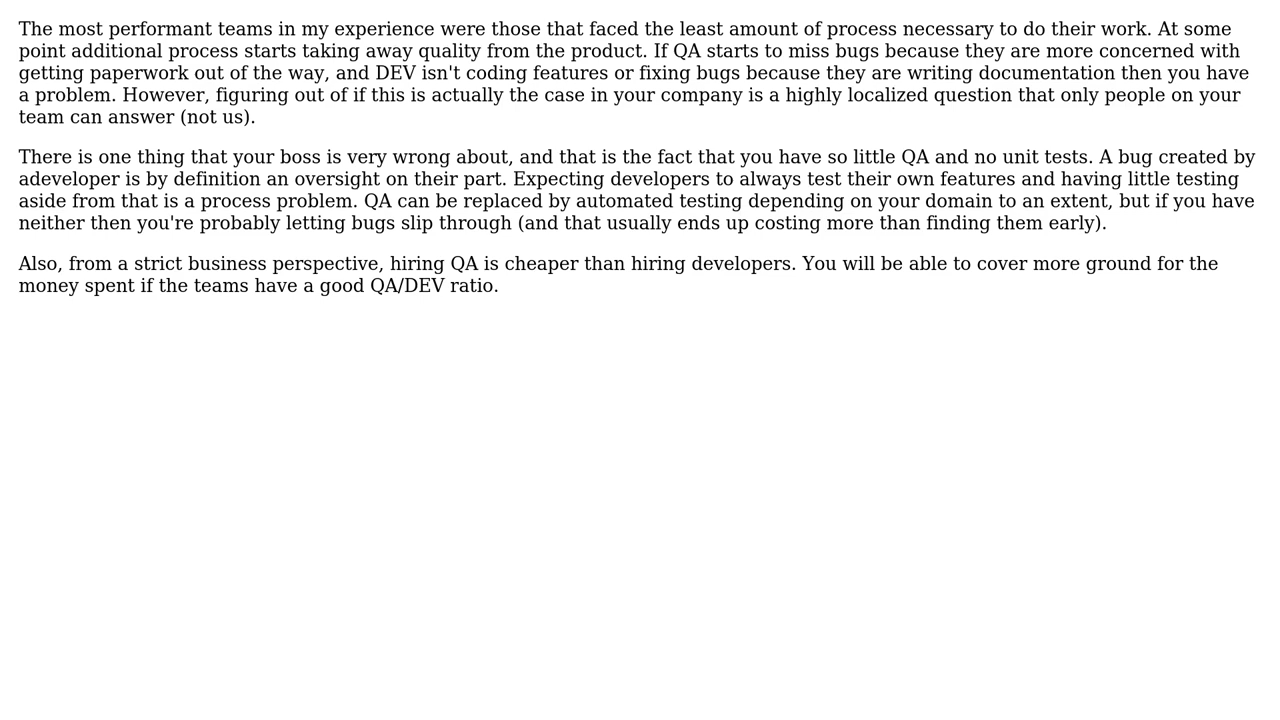 The most performant teams in my experience were those that faced the least amount of process necessary to do their work. At some
point additional process starts taking away quality from the product. If QA starts to miss bugs because they are more concerned with
getting paperwork out of the way, and DEV isn't coding features or fixing bugs because they are writing documentation then you have
a problem. However, figuring out of if this is actually the case in your company is a highly localized question that only people on your
team can answer (not us).
There is one thing that your boss is very wrong about, and that is the fact that you have so little QA and no unit tests. A bug created by
adeveloper is by definition an oversight on their part. Expecting developers to always test their own features and having little testing
aside from that is a process problem. QA can be replaced by automated testing depending on your domain to an extent, but if you have
neither then you're probably letting bugs slip through (and that usually ends up costing more than finding them early).
Also, from a strict business perspective, hiring QA is cheaper than hiring developers. You will be able to cover more ground for the
money spent if the teams have a good QA/DEV ratio.